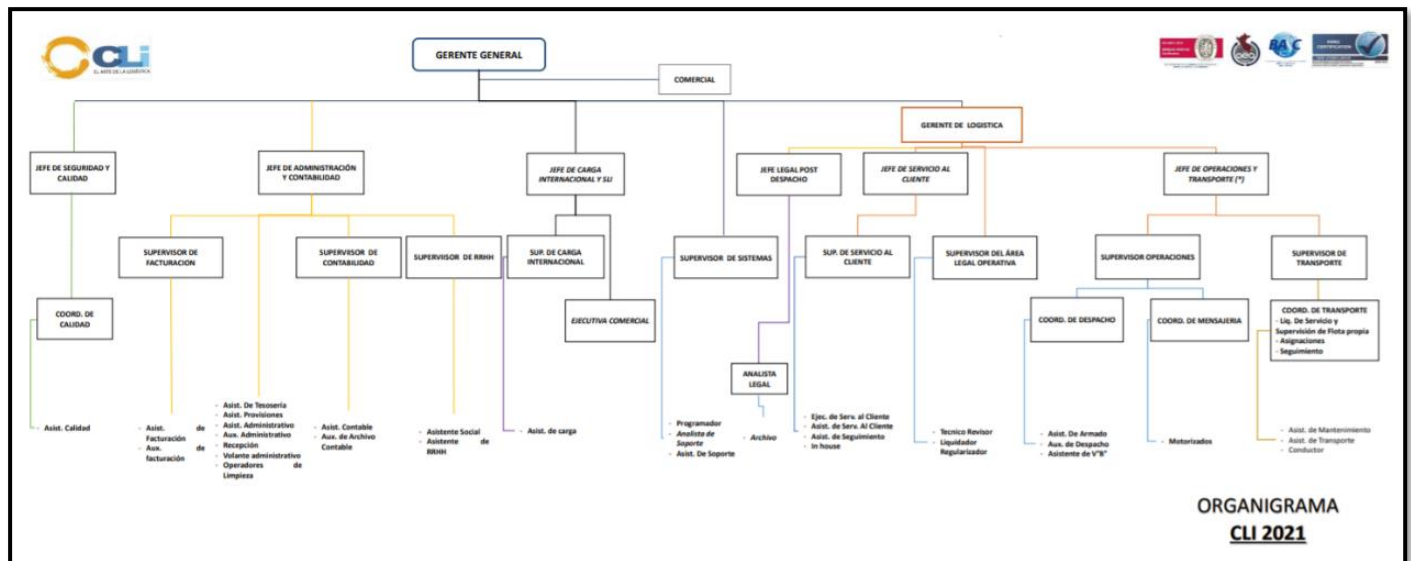 CLi
EL ARTE DE LA LOGÍSTICA
GERENTE GENERAL
COMERCIAL
BASC
GERENTE DE LOGISTICA
JEFE DE SEGURIDAD Y
CALIDAD
JEFE DE ADMINISTRACIÓN
Y CONTABILIDAD
JEFE DE CARGA
INTERNACIONAL Y SLI
JEFE LEGAL POST
DESPACHO
JEFE DE SERVICIO AL
CLIENTE
JEFE DE OPERACIONES Y
TRANSPORTE (*)
SUPERVISOR DE
FACTURACION
SUPERVISOR DE
CONTABILIDAD
SUPERVIISOR DE RRHH
SUP. DE CARGA
INTERNACIONAL
SUPERVISOR DE SISTEMAS
SUP. DE SERVICIO AL
CLIENTE
SUPERVISOR DEL ÁREA
LEGAL OPERATIVA
SUPERVISOR OPERACIONES
SUPERVISOR DE
TRANSPORTE
COORD. DE
CALIDAD
EJECUTIVA COMERCIAL
COORD. DE DESPACHO
COORD. DE MENSAJERIA
COORD. DE TRANSPORTE
- Liq. De Servicio y
Supervisión de Flota propia
- Asignaciones
- Seguimiento
ANALISTA
LEGAL
- Asist. Calidad
- Asist. de
Facturación
- Aux. de
facturación
- Asist. De Tesosería
- Asist. Provisiones
- Asist. Administrativo
- Aux. Administrativo
- Recepción
- Volante administrativo
- Operadores de
Limpieza
- Asist. Contable
- Aux. de Archivo
Contable
- Asistente Social
- Asistente de
RRHH
- Asist. de carga
- Programador
- Analista de
Soporte
- Asist. De Soporte
- Archivo
- Ejec. de Serv. al Cliente
- Asist. de Serv. Al Cliente
- Asist. de Seguimiento
- In house
- Tecnico Revisor
- Liquidador
- Regularizador
- Asist. De Armado
- Aux. de Despacho
- Asistente de V°B°
- Motorizados
- Asist. de Mantenimiento
- Asist. de Transporte
- Conductor
ORGANIGRAMA
CLI 2021